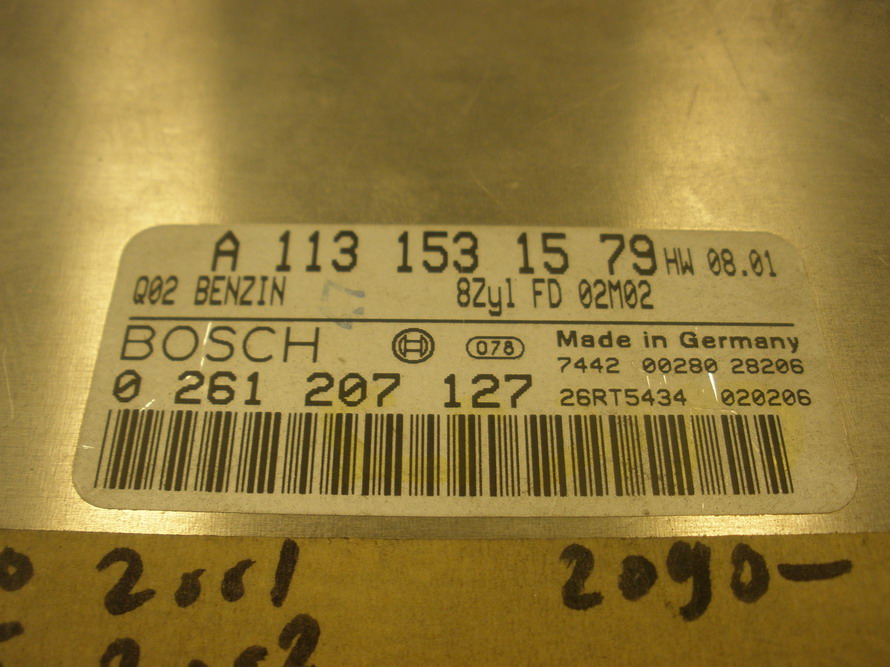 A 113 153 15 79 HW 08.01
Q02 BENZIN 8Zyl FD 02M02
BOSCH 078 Made in Germany
7442 00280 28206
0 261 207 127 26RT5434 020206
2001 2090-
2002